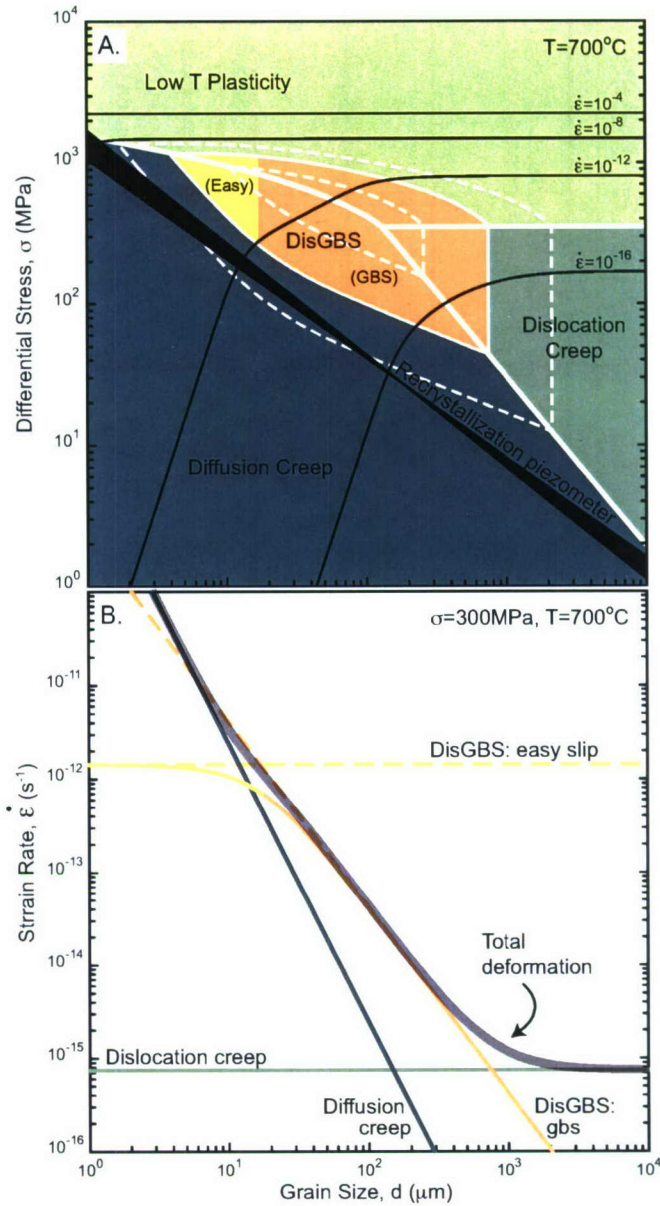 A.
T=700°C
Low T Plasticity
ε̇=10⁻⁴
ε̇=10⁻⁸
ε̇=10⁻¹²
(Easy)
DisGBS
(GBS)
ε̇=10⁻¹⁶
Dislocation
Creep
Recrystallization piezometer
Diffusion Creep
Differential Stress, σ (MPa)
10⁴
10³
10²
10¹
10⁰
B.
σ=300MPa, T=700°C
10⁻¹¹
DisGBS: easy slip
10⁻¹²
Strrain Rate, ε̇ (s⁻¹)
10⁻¹³
10⁻¹⁴
Total
deformation
10⁻¹⁵
Dislocation creep
Diffusion
creep
DisGBS:
gbs
10⁻¹⁶
10⁰ 10¹ 10² 10³ 10⁴
Grain Size, d (μm)